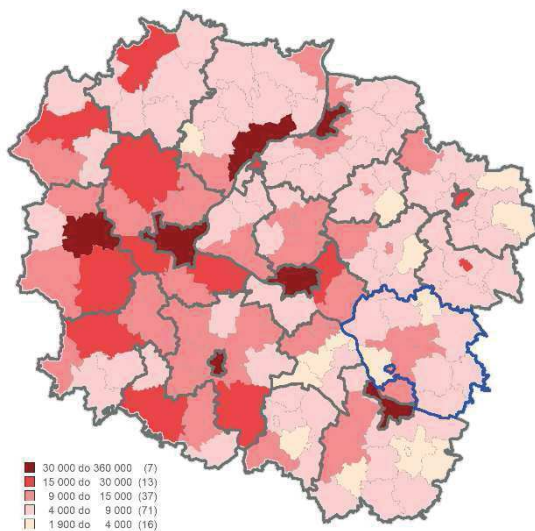 30 000 do 360 000 (7)
15 000 do 30 000 (13)
9 000 do 15 000 (37)
4 000 do 9 000 (71)
1 900 do 4 000 (16)